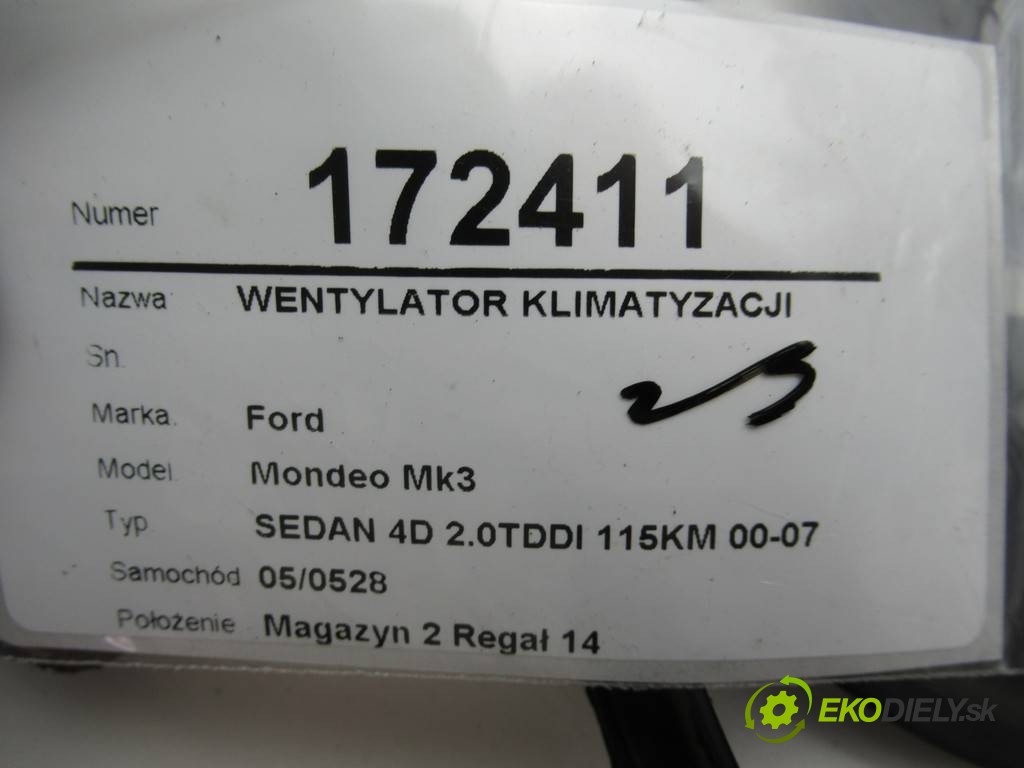 Numer 172411
Nazwa WENTYLATOR KLIMATYZACJI
Sn.
Marka. Ford
Model Mondeo Mk3
Typ SEDAN 4D 2.0TDDI 115KM 00-07
Samochód 05/0528
Położenie Magazyn 2 Regał 14
EKODIELY.sk